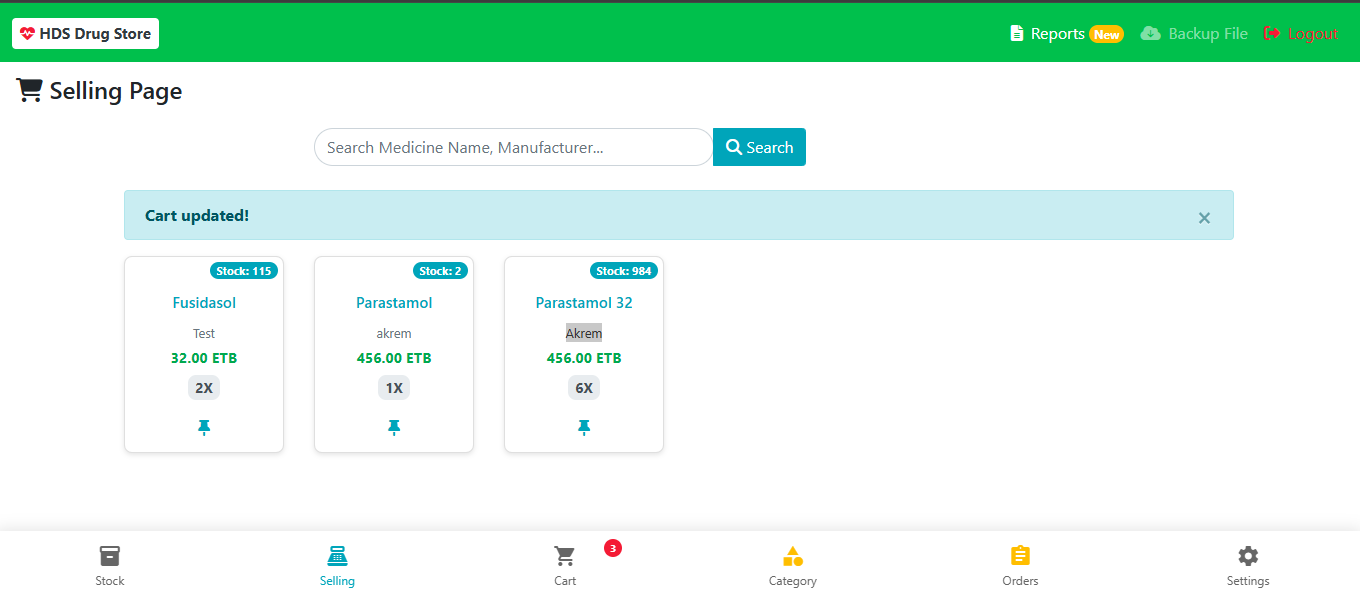 HDS Drug Store
Reports New Backup File Logout
Selling Page
Search Medicine Name, Manufacturer... Search
Cart updated! ×
Stock: 115
Fusidasol
Test
32.00 ETB
2X
Stock: 2
Parastamol
akrem
456.00 ETB
1X
Stock: 984
Parastamol 32
Akrem
456.00 ETB
6X
Stock
Selling
Cart
3
Category
Orders
Settings